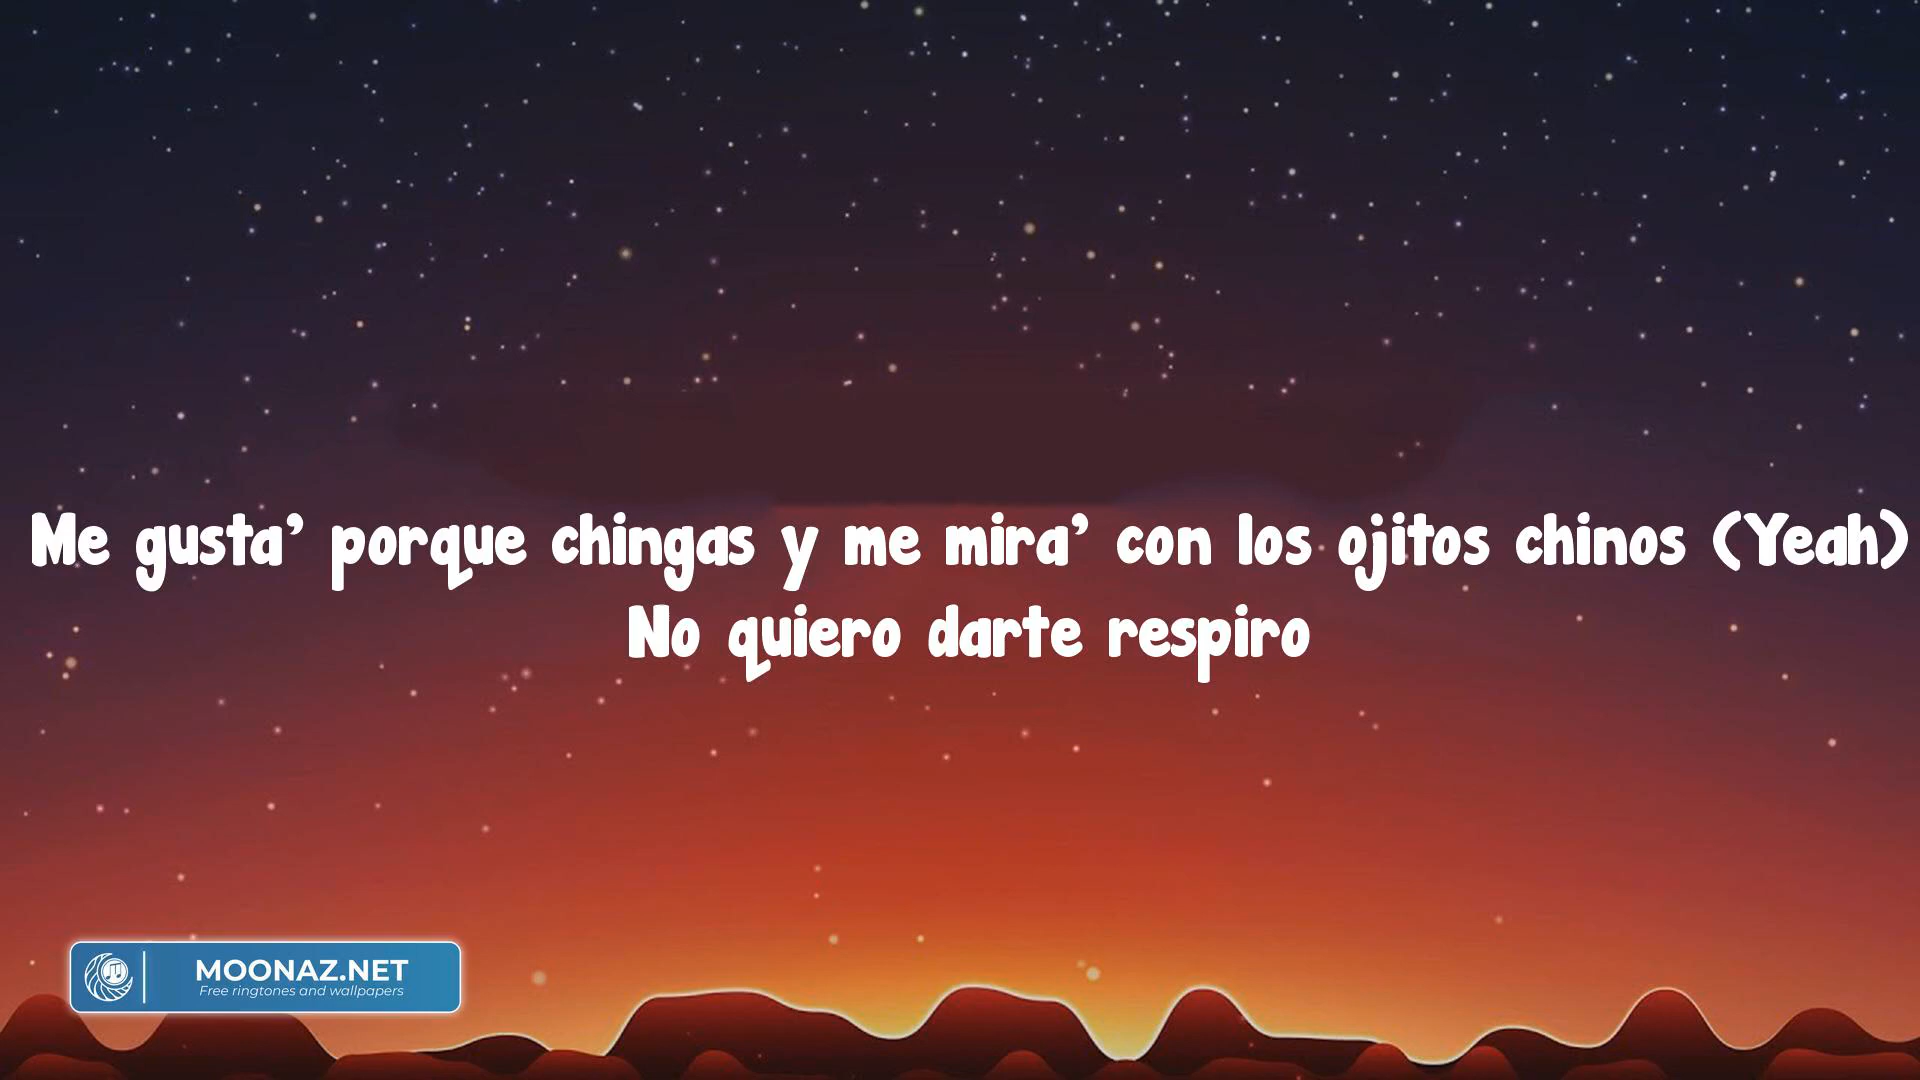 Me gusta' porque chingas y me mira' con los ojitos chinos (Yeah)
No quiero darte respiro
MOONAZ.NET
Free ringtones and wallpapers